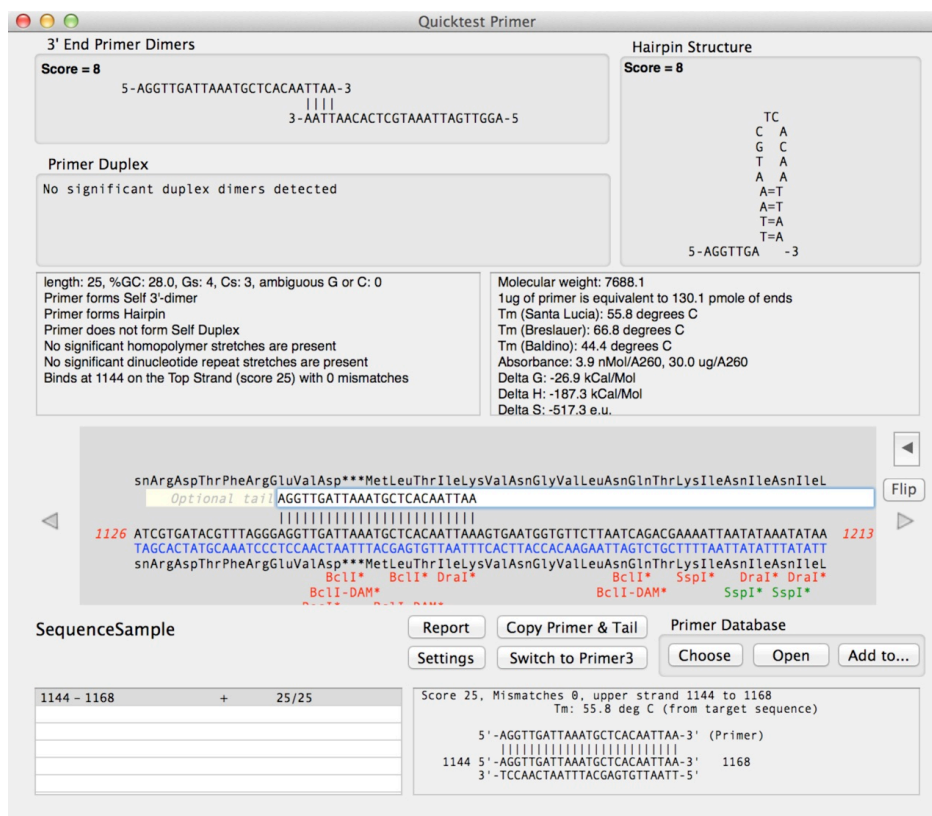 Quicktest Primer
3' End Primer Dimers
Score = 8
5-AGGTTGATTAAATGCTCACAATTAA-3
||||
3-AATTAACACTCGTAAATTAGTTGGA-5
Hairpin Structure
Score = 8
TC
C A
G C
T A
A A
A=T
A=T
T=A
T=A
5-AGGTTGA -3
Primer Duplex
No significant duplex dimers detected
length: 25, %GC: 28.0, Gs: 4, Cs: 3, ambiguous G or C: 0
Primer forms Self 3'-dimer
Primer forms Hairpin
Primer does not form Self Duplex
No significant homopolymer stretches are present
No significant dinucleotide repeat stretches are present
Binds at 1144 on the Top Strand (score 25) with 0 mismatches
Molecular weight: 7688.1
1ug of primer is equivalent to 130.1 pmole of ends
Tm (Santa Lucia): 55.8 degrees C
Tm (Breslauer): 66.8 degrees C
Tm (Baldino): 44.4 degrees C
Absorbance: 3.9 nMol/A260, 30.0 ug/A260
Delta G: -26.9 kCal/Mol
Delta H: -187.3 kCal/Mol
Delta S: -517.3 e.u.
snArgAspThrPheArgGluValAsp***MetLeuThrIleLysValAsnGlyValLeuAsnGlnThrLysIleAsnIleAsnIleL
Optional tail AGGTTGATTAAATGCTCACAATTAA
|||||||||||||||||||||||||
1126 ATCGTGATACGTTTAGGGAGGTTGATTAAATGCTCACAATTAAAGTGAATGGTGTTCTTAATCAGACGAAAATTAATATAAATATAA 1213
TAGCACTATGCAAATCCCTCCAACTAATTTACGAGTGTTAATTTCACTTACCACAAGAATTAGTCTGCTTTTAATTATATTTATATT
snArgAspThrPheArgGluValAsp***MetLeuThrIleLysValAsnGlyValLeuAsnGlnThrLysIleAsnIleAsnIleL
BclI* BclI* DraI* BclI* SspI* DraI* DraI*
BclI-DAM* BclI-DAM* SspI* SspI*
Flip
SequenceSample
Report
Copy Primer & Tail
Primer Database
Settings
Switch to Primer3
Choose
Open
Add to...
1144 – 1168 + 25/25
Score 25, Mismatches 0, upper strand 1144 to 1168
Tm: 55.8 deg C (from target sequence)
5'-AGGTTGATTAAATGCTCACAATTAA-3' (Primer)
|||||||||||||||||||||||||
1144 5'-AGGTTGATTAAATGCTCACAATTAA-3' 1168
3'-TCCAACTAATTTACGAGTGTTAATT-5'